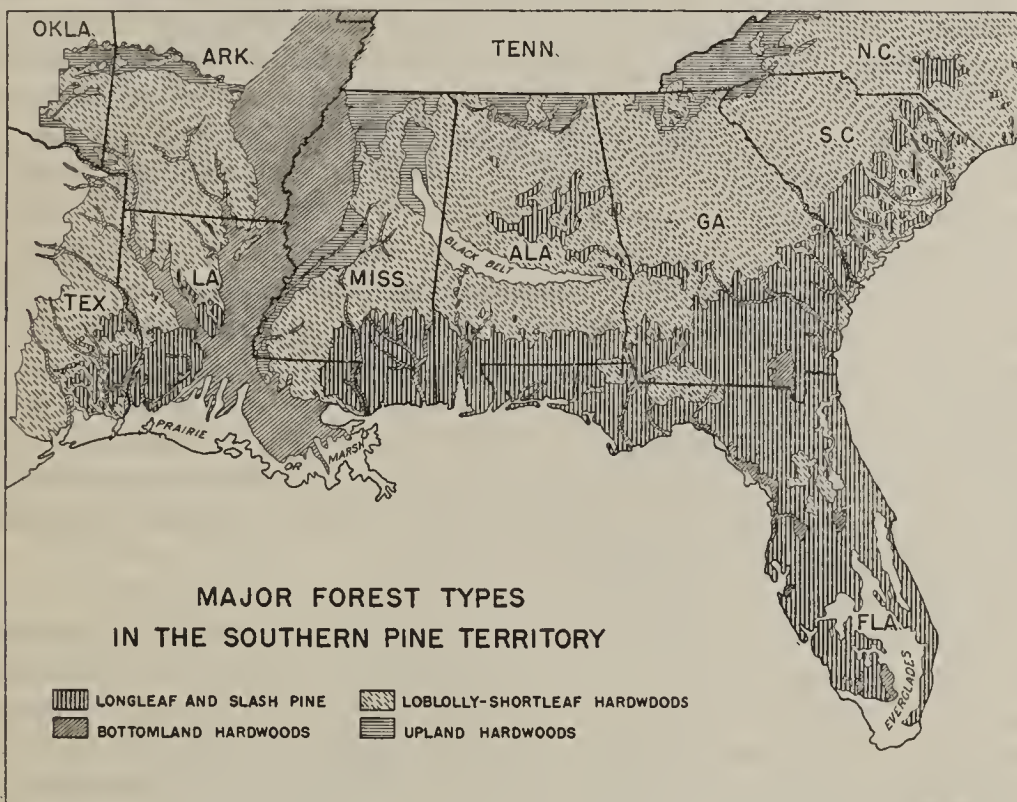 OKLA.
ARK.
TENN.
N.C.
S.C
GA.
ALA
BLACK BELT
MISS
LA
TEX
PRAIRIE
OR
MARSH
FLA.
EVERGLADES
MAJOR FOREST TYPES
IN THE SOUTHERN PINE TERRITORY
LONGLEAF AND SLASH PINE
LOBLOLLY-SHORTLEAF HARDWDODS
BOTTOMLAND HARDWOODS
UPLAND HARDWOODS